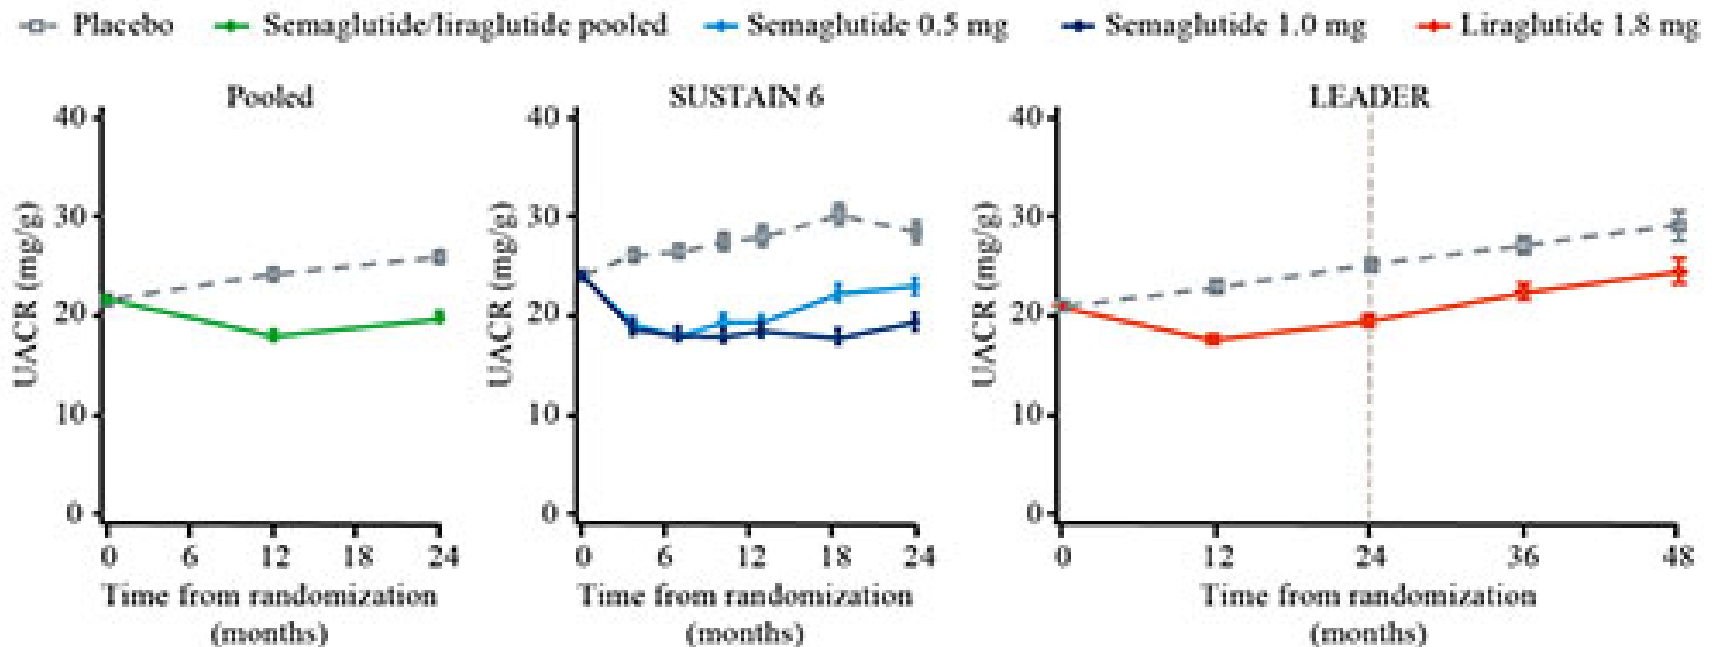 Placebo Semaglutide/liraglutide pooled Semaglutide 0.5 mg Semaglutide 1.0 mg Liraglutide 1.8 mg
Pooled
40
30
20
10
0
UACR (mg/g)
0 6 12 18 24
Time from randomization
(months)
SUSTAIN 6
40
30
20
10
0
UACR (mg/g)
0 6 12 18 24
Time from randomization
(months)
LEADER
40
30
20
10
0
UACR (mg/g)
0 12 24 36 48
Time from randomization
(months)